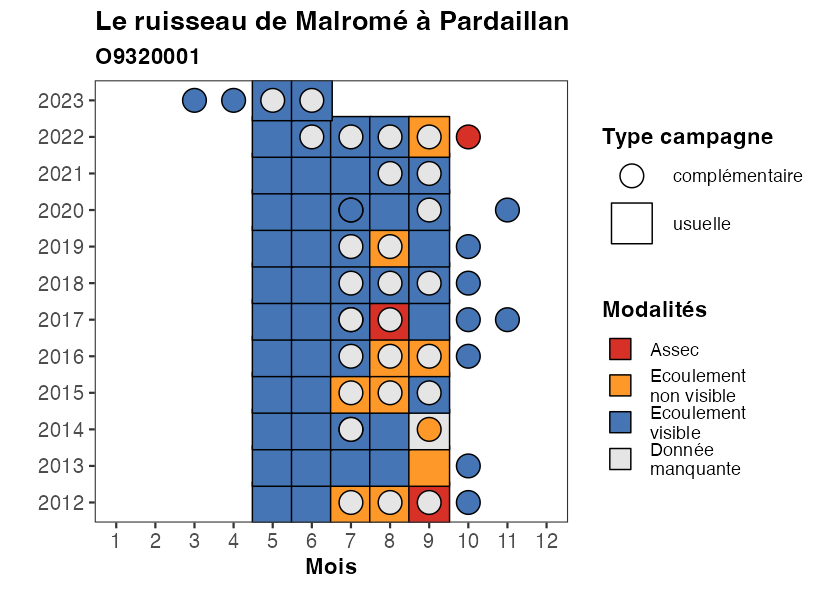 Le ruisseau de Malromé à Pardaillan
O9320001
2023
2022
2021
2020
2019
2018
2017
2016
2015
2014
2013
2012
1 2 3 4 5 6 7 8 9 10 11 12
Mois
Type campagne
complémentaire
usuelle
Modalités
Assec
Ecoulement
non visible
Ecoulement
visible
Donnée
manquante